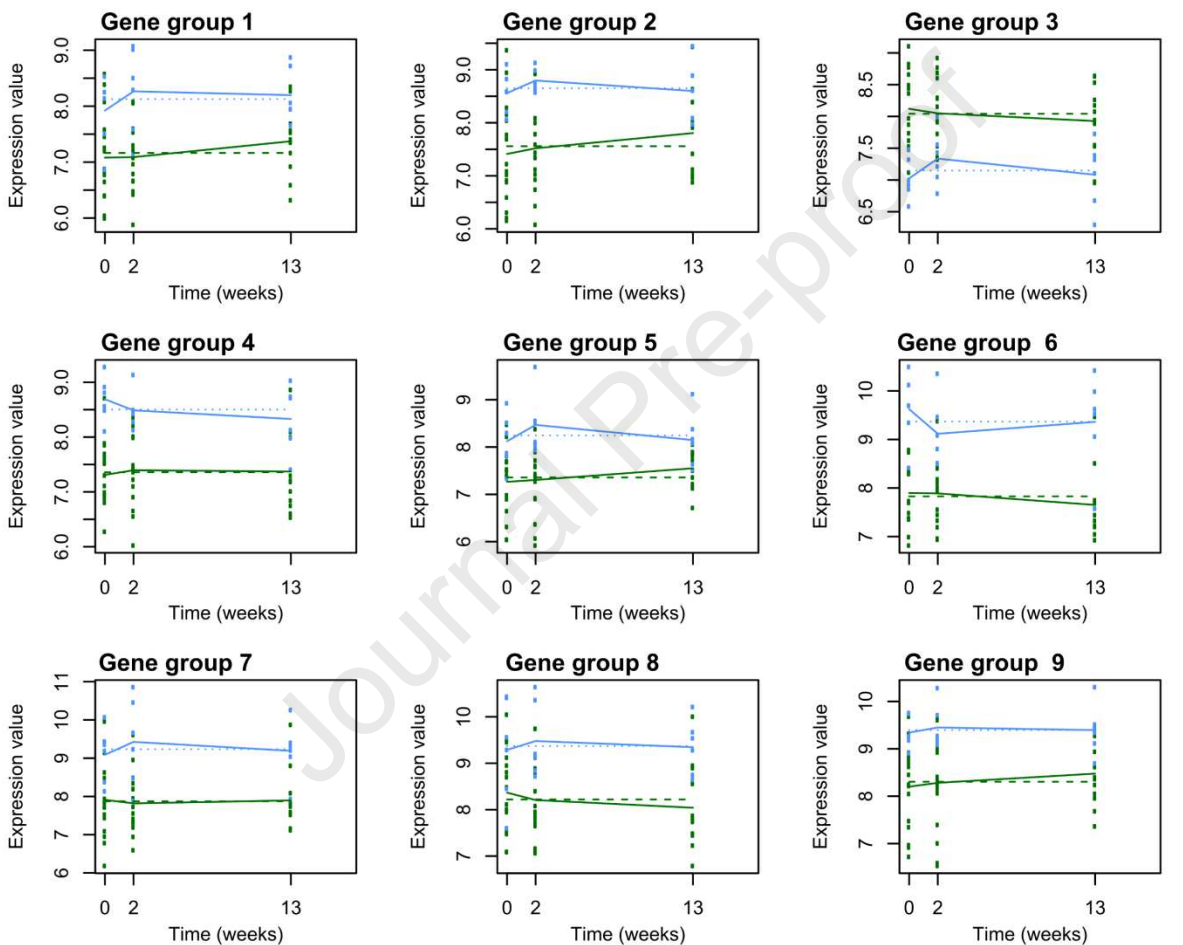 Gene group 1
Gene group 2
Gene group 3
Expression value
6.0 7.0 8.0 9.0
0 2 13
Time (weeks)
Expression value
6.0 7.0 8.0 9.0
0 2 13
Time (weeks)
Expression value
6.5 7.5 8.5
0 2 13
Time (weeks)
Gene group 4
Gene group 5
Gene group 6
Expression value
6.0 7.0 8.0 9.0
0 2 13
Time (weeks)
Expression value
6 7 8 9
0 2 13
Time (weeks)
Expression value
7 8 9 10
0 2 13
Time (weeks)
Gene group 7
Gene group 8
Gene group 9
Expression value
6 7 8 9 10 11
0 2 13
Time (weeks)
Expression value
7 8 9 10
0 2 13
Time (weeks)
Expression value
7 8 9 10
0 2 13
Time (weeks)
Journal Pre-proof